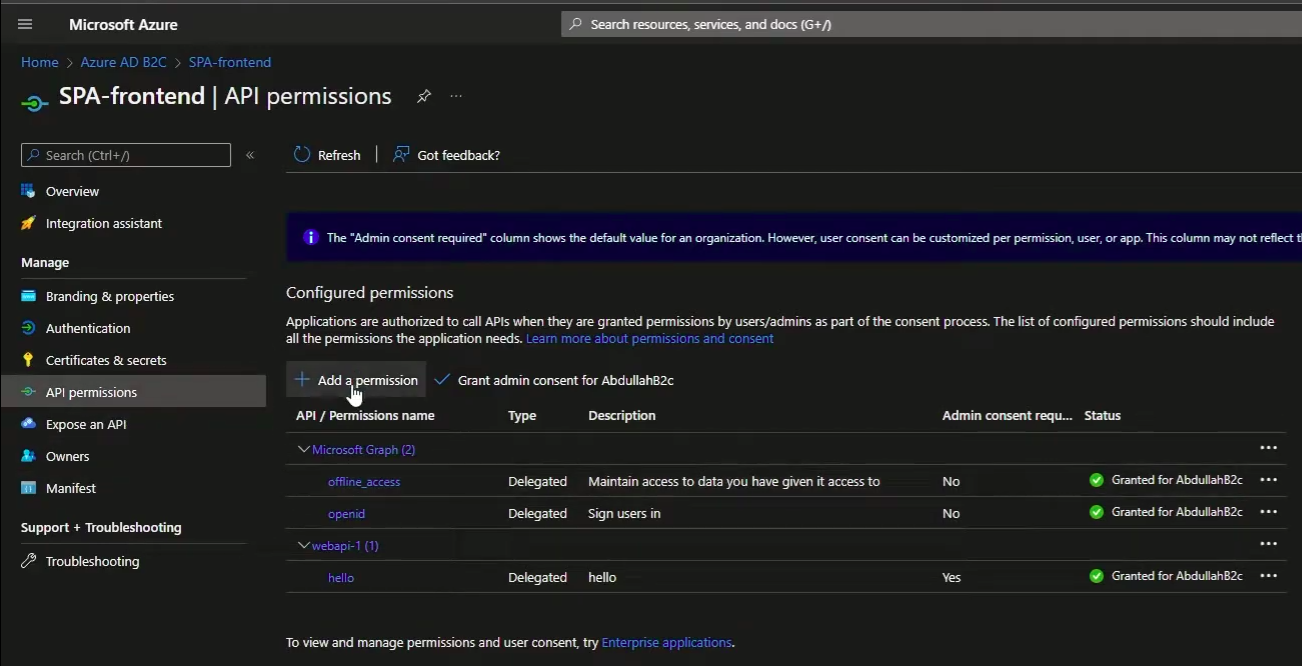 Microsoft Azure
Search resources, services, and docs (G+/)
Home > Azure AD B2C > SPA-frontend
SPA-frontend | API permissions
Search (Ctrl+/)
Overview
Integration assistant
Manage
Branding & properties
Authentication
Certificates & secrets
API permissions
Expose an API
Owners
Manifest
Support + Troubleshooting
Troubleshooting
Refresh
Got feedback?
The "Admin consent required" column shows the default value for an organization. However, user consent can be customized per permission, user, or app. This column may not reflect
Configured permissions
Applications are authorized to call APIs when they are granted permissions by users/admins as part of the consent process. The list of configured permissions should include
all the permissions the application needs. Learn more about permissions and consent
Add a permission
Grant admin consent for AbdullahB2c
API / Permissions name Type Description Admin consent requ... Status
Microsoft Graph (2)
offline_access Delegated Maintain access to data you have given it access to No Granted for AbdullahB2c
openid Delegated Sign users in No Granted for AbdullahB2c
webapi-1 (1)
hello Delegated hello Yes Granted for AbdullahB2c
To view and manage permissions and user consent, try Enterprise applications.